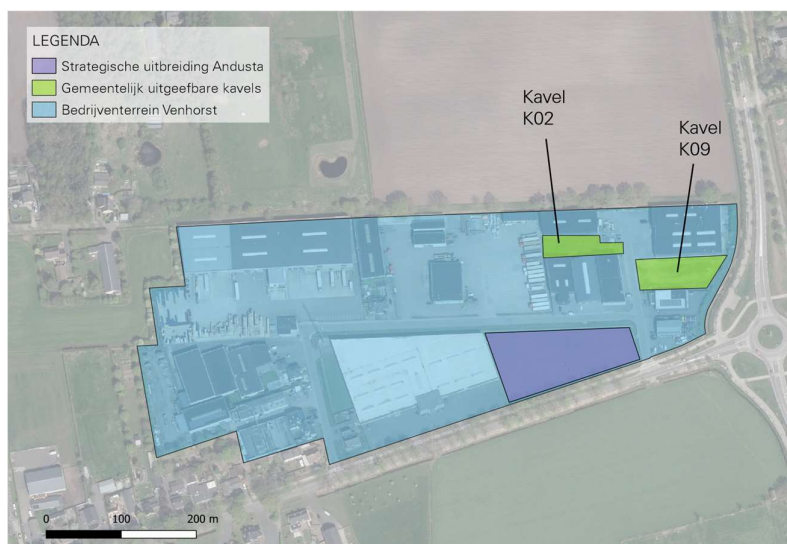 LEGENDA
Strategische uitbreiding Andusta
Gemeentelijk uitgeefbare kavels
Bedrijventerrein Venhorst
Kavel
K02
Kavel
K09
0 100 200 m